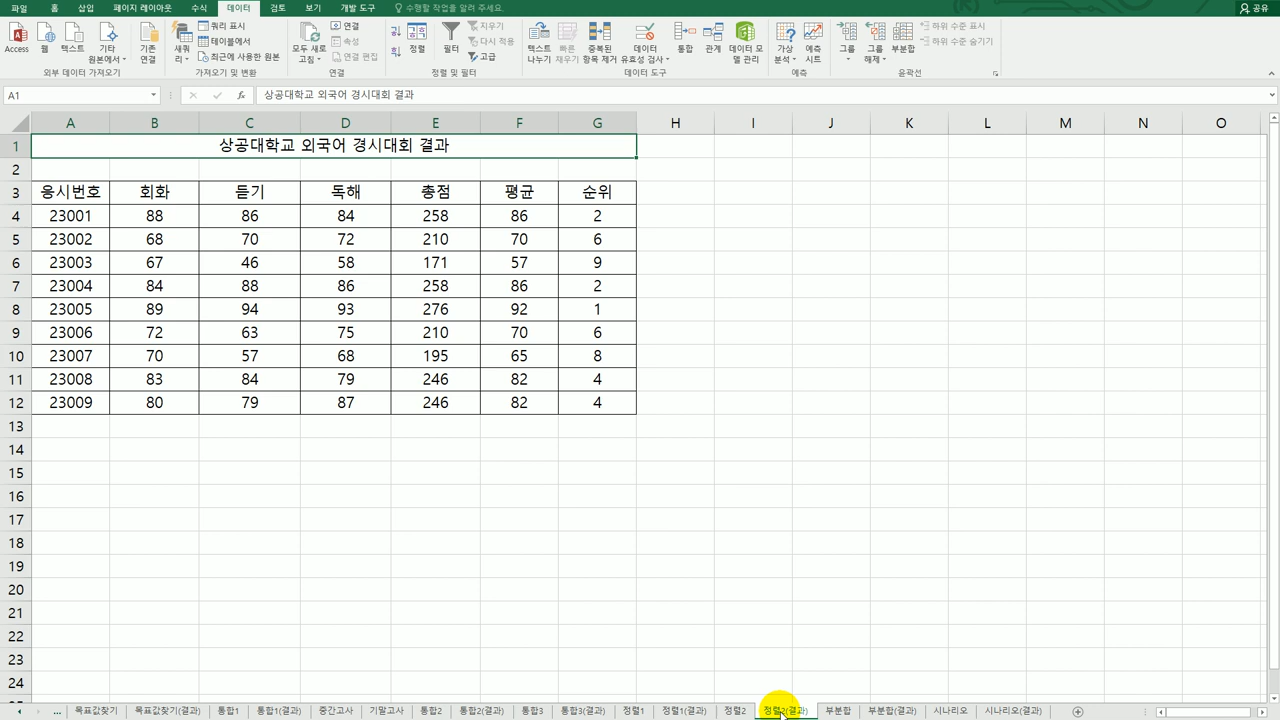 파일 홈 삽입 페이지 레이아웃 수식 데이터 검토 보기 개발 도구 수행할 작업을 알려 주세요. 공유
Access 웹 텍스트 기타 원본에서 기존 연결 새 쿼리 쿼리 표시 테이블에서 최근에 사용한 원본 모두 새로 고침 연결 속성 연결 편집 정렬 필터 지우기 다시 적용 고급 텍스트 나누기 빠른 채우기 중복된 항목 제거 데이터 유효성 검사 통합 관계 데이터 모델 관리 가상 분석 예측 시트 그룹 그룹 해제 부분합 하위 수준 표시 하위 수준 숨기기
외부 데이터 가져오기 가져오기 및 변환 연결 정렬 및 필터 데이터 도구 예측 윤곽선
A1 fx 상공대학교 외국어 경시대회 결과
A B C D E F G H I J K L M N O
1 상공대학교 외국어 경시대회 결과
2
3 응시번호 회화 듣기 독해 총점 평균 순위
4 23001 88 86 84 258 86 2
5 23002 68 70 72 210 70 6
6 23003 67 46 58 171 57 9
7 23004 84 88 86 258 86 2
8 23005 89 94 93 276 92 1
9 23006 72 63 75 210 70 6
10 23007 70 57 68 195 65 8
11 23008 83 84 79 246 82 4
12 23009 80 79 87 246 82 4
13
14
15
16
17
18
19
20
21
22
23
24
... 목표값찾기 목표값찾기(결과) 통합1 통합1(결과) 중간고사 기말고사 통합2 통합2(결과) 통합3 통합3(결과) 정렬1 정렬1(결과) 정렬2 정렬2(결과) 부분합 부분합(결과) 시나리오 시나리오(결과)